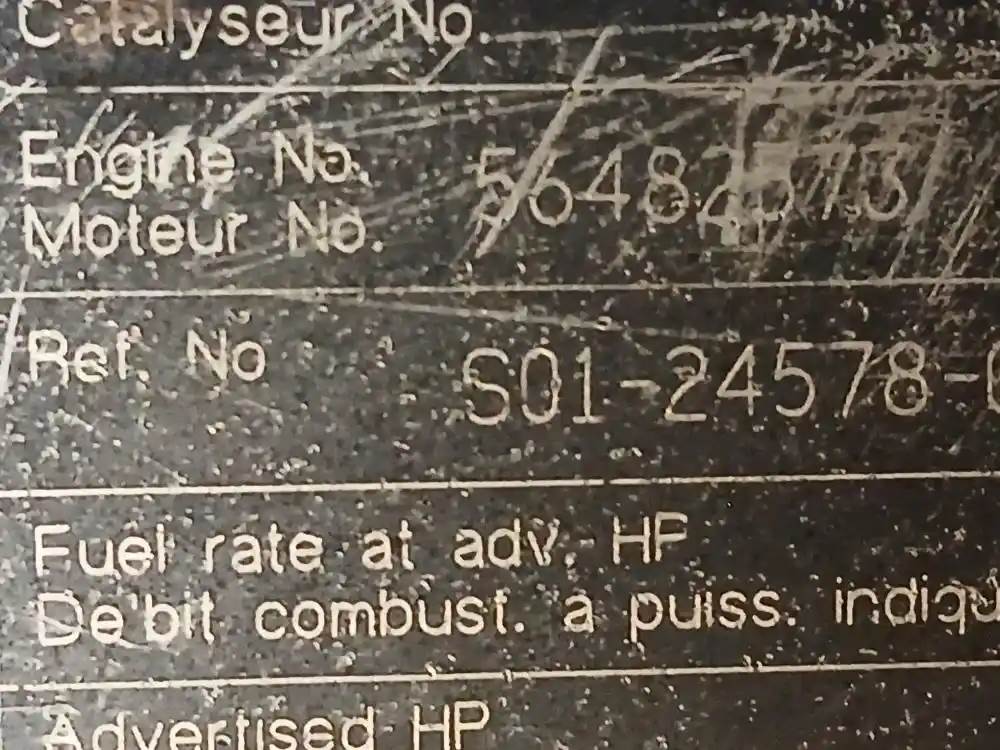 Catalyseur No.
Engine No.
Moteur No.
Ref. No S01-24578-
Fuel rate at adv. HP
De'bit combust. a puiss. indiqu
Advertised HP